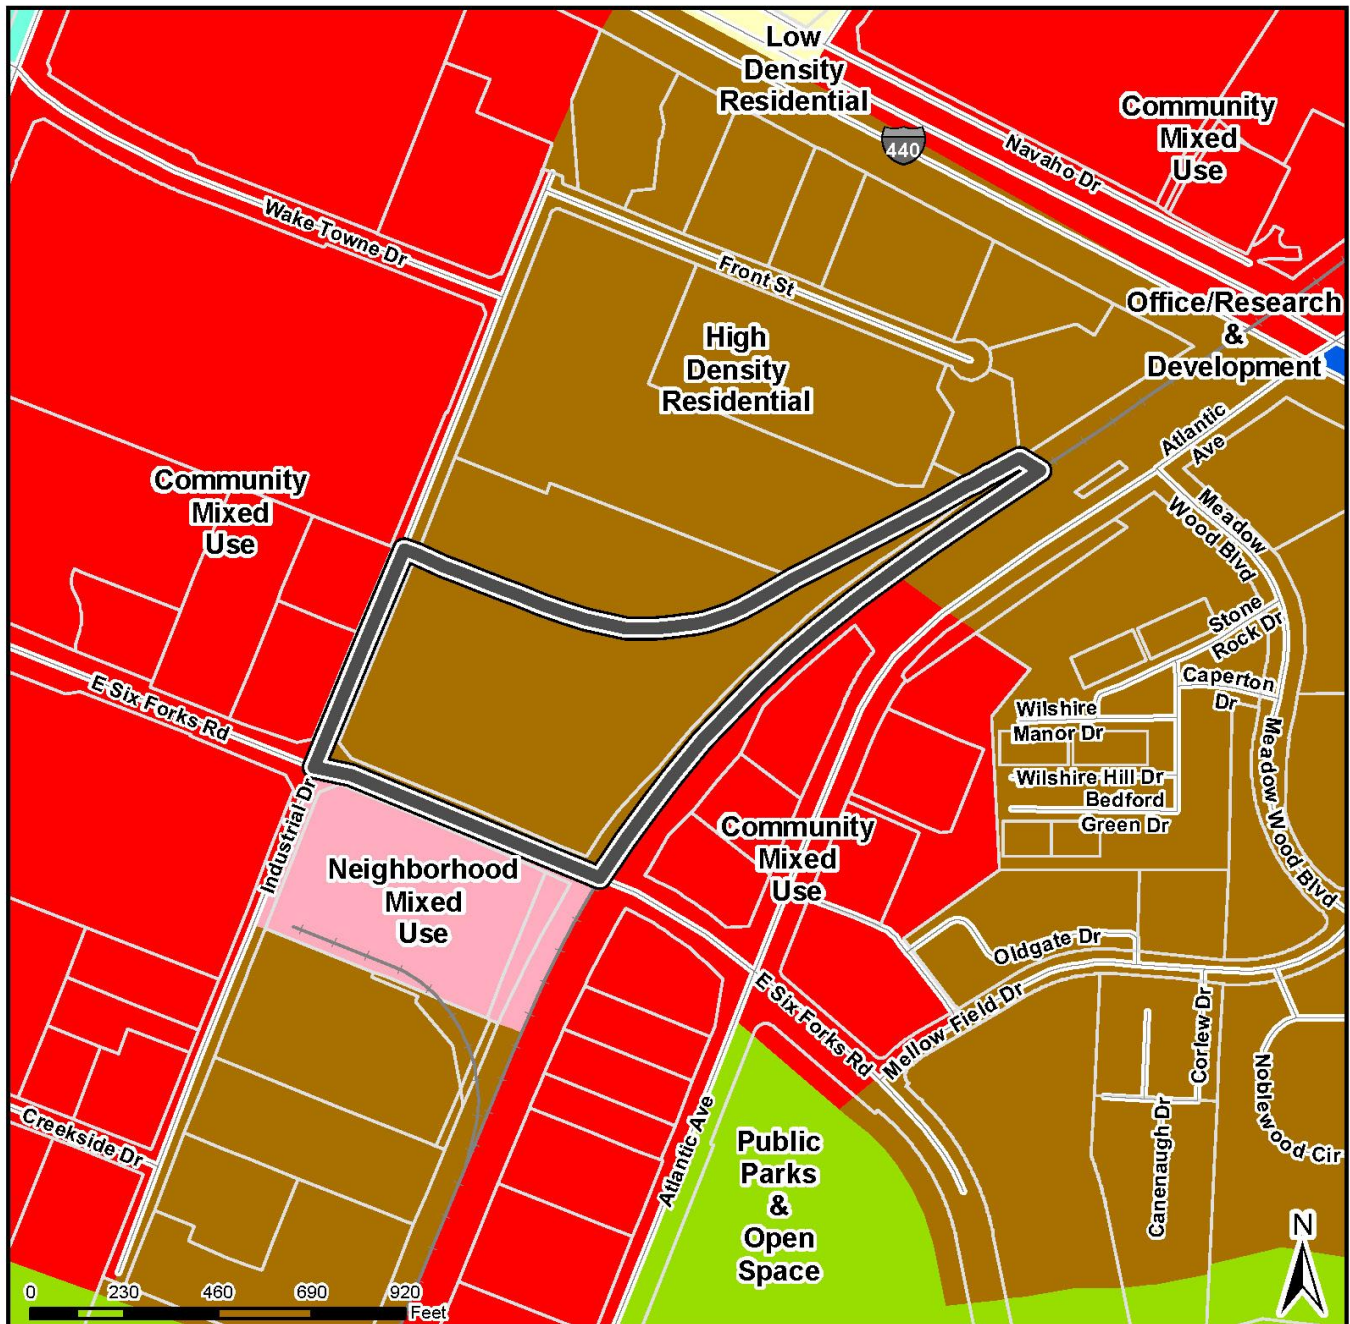 Low
Density
Residential
Community
Mixed
Use
440
Navaho Dr
Wake Towne Dr
Front St
Office/Research
&
Development
High
Density
Residential
Atlantic
Ave
Community
Mixed
Use
Meadow
Wood Blvd
Stone
Rock Dr
Caperton
Dr
E Six Forks Rd
Wilshire
Manor Dr
Wilshire Hill Dr
Bedford
Green Dr
Meadow Wood Blvd
Industrial Dr
Community
Mixed
Use
Neighborhood
Mixed
Use
Oldgate Dr
E Six Forks Rd
Mellow Field Dr
Corlew Dr
Noblewood Cir
Creekside Dr
Atlantic Ave
Canenaugh Dr
Public
Parks
&
Open
Space
N
0 230 460 690 920
Feet